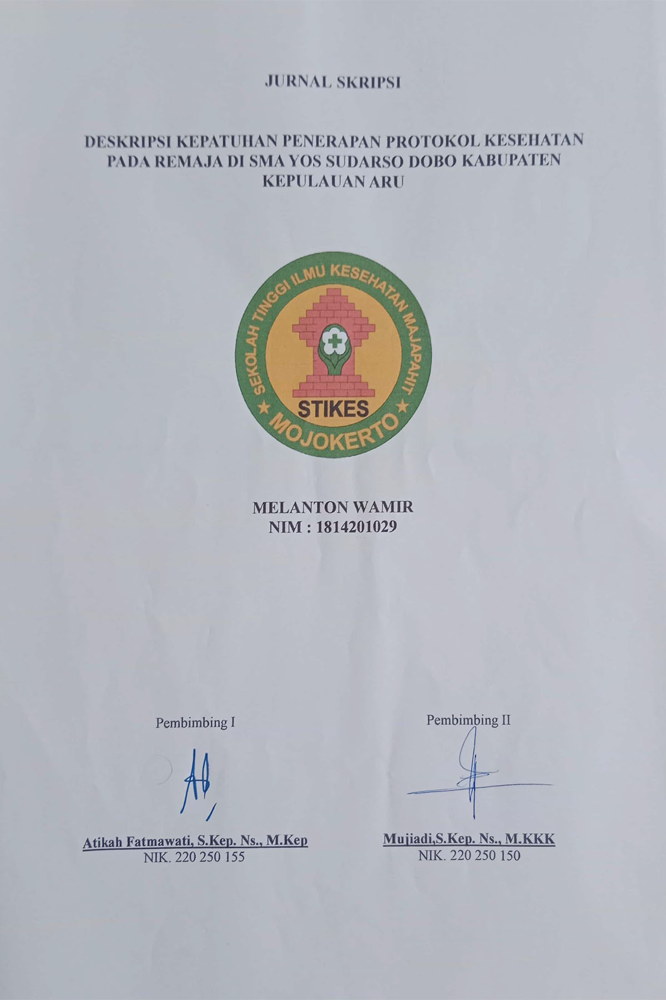 JURNAL SKRIPSI
DESKRIPSI KEPATUHAN PENERAPAN PROTOKOL KESEHATAN
PADA REMAJA DI SMA YOS SUDARSO DOBO KABUPATEN
KEPULAUAN ARU
SEKOLAH TINGGI ILMU KESEHATAN MAJAPAHIT
STIKES
MOJOKERTO
MELANTON WAMIR
NIM : 1814201029
Pembimbing I
Pembimbing II
Atikah Fatmawati, S.Kep. Ns., M.Kep
Mujiadi,S.Kep. Ns., M.KKK
NIK. 220 250 155
NIK. 220 250 150